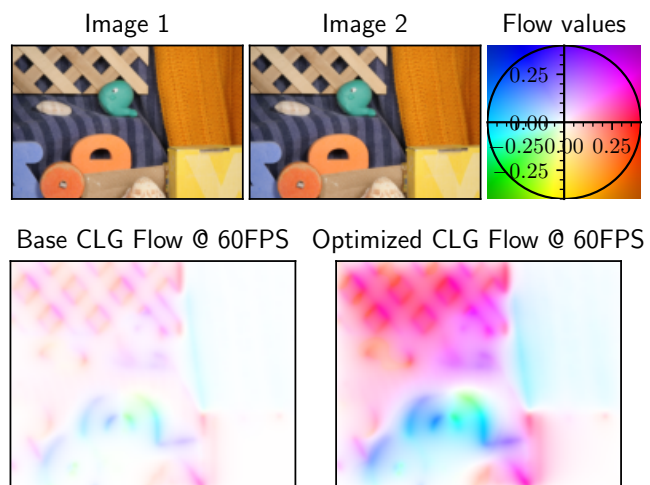 Image 1
Image 2
Flow values
0.25
0.00
−0.25
0.00
0.25
−0.25
Base CLG Flow @ 60FPS
Optimized CLG Flow @ 60FPS